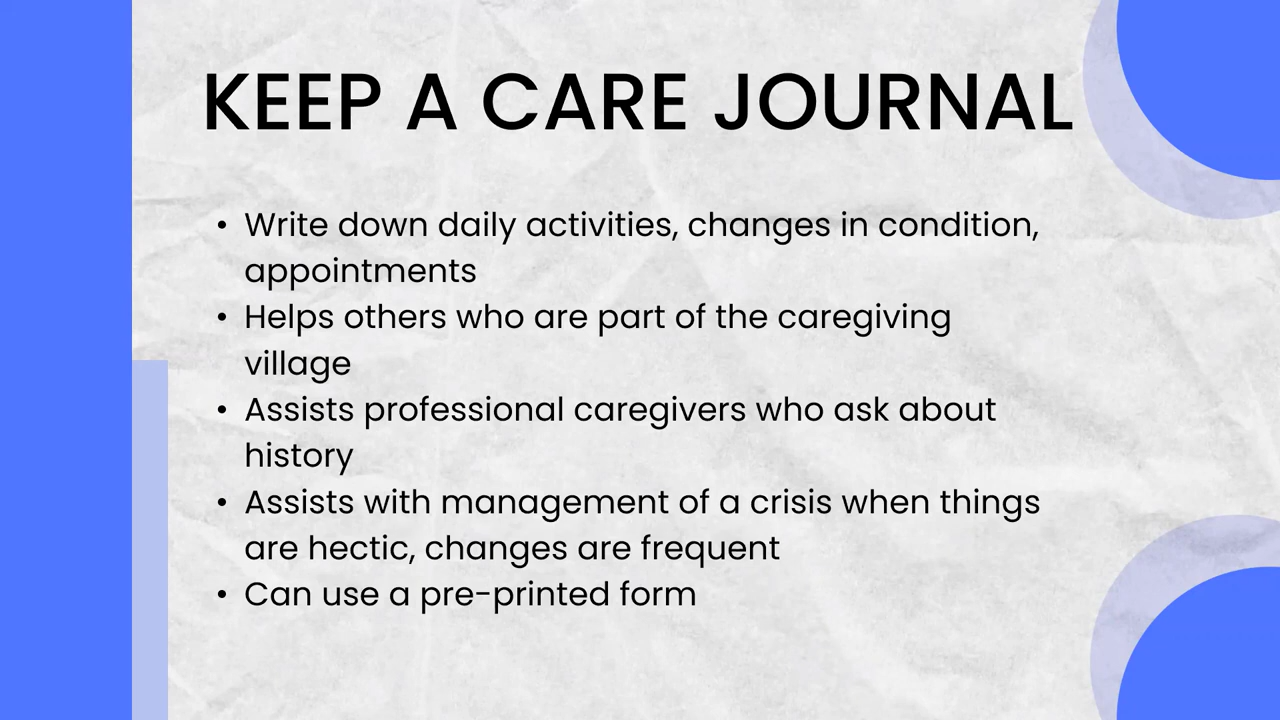 KEEP A CARE JOURNAL
• Write down daily activities, changes in condition,
appointments
• Helps others who are part of the caregiving
village
• Assists professional caregivers who ask about
history
• Assists with management of a crisis when things
are hectic, changes are frequent
• Can use a pre-printed form